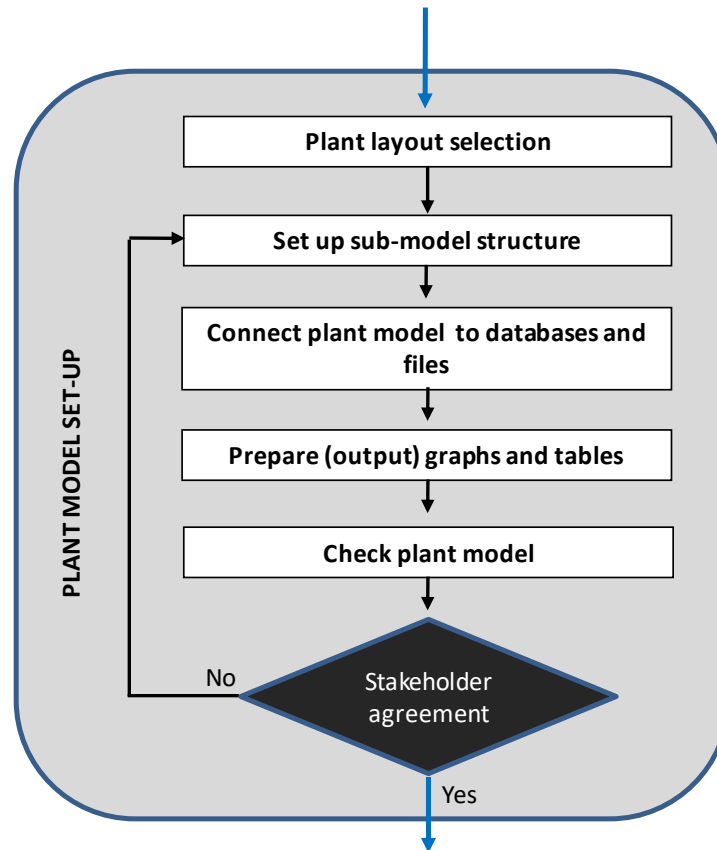 Plant layout selection
Set up sub-model structure
Connect plant model to databases and
files
Prepare (output) graphs and tables
Check plant model
Stakeholder
agreement
No
Yes
PLANT MODEL SET-UP